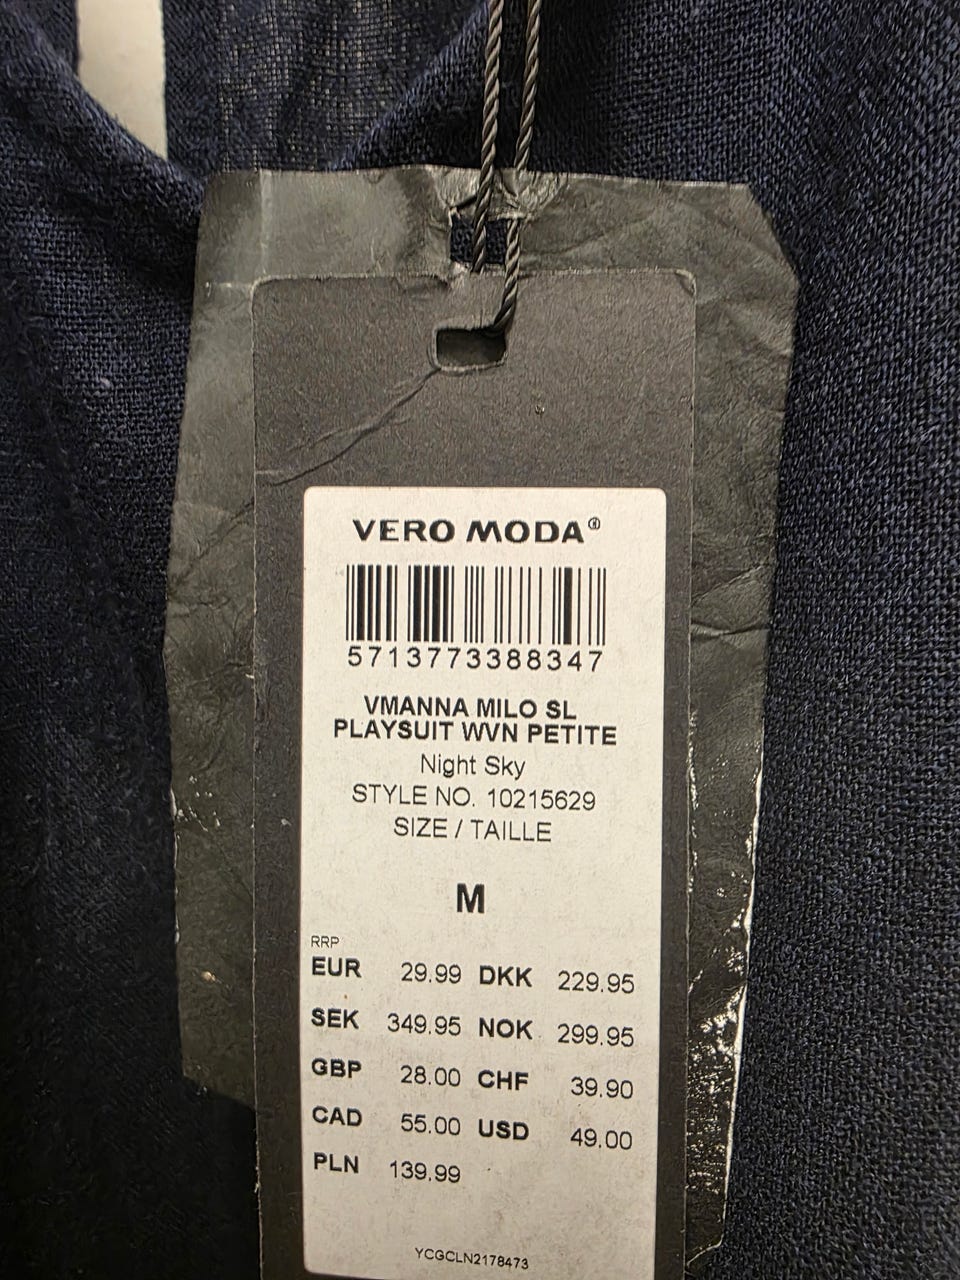 VERO MODA®
5713773388347
VMANNA MILO SL
PLAYSUIT WVN PETITE
Night Sky
STYLE NO. 10215629
SIZE / TAILLE
M
RRP
EUR 29.99 DKK 229.95
SEK 349.95 NOK 299.95
GBP 28.00 CHF 39.90
CAD 55.00 USD 49.00
PLN 139.99
YCGCLN2178473